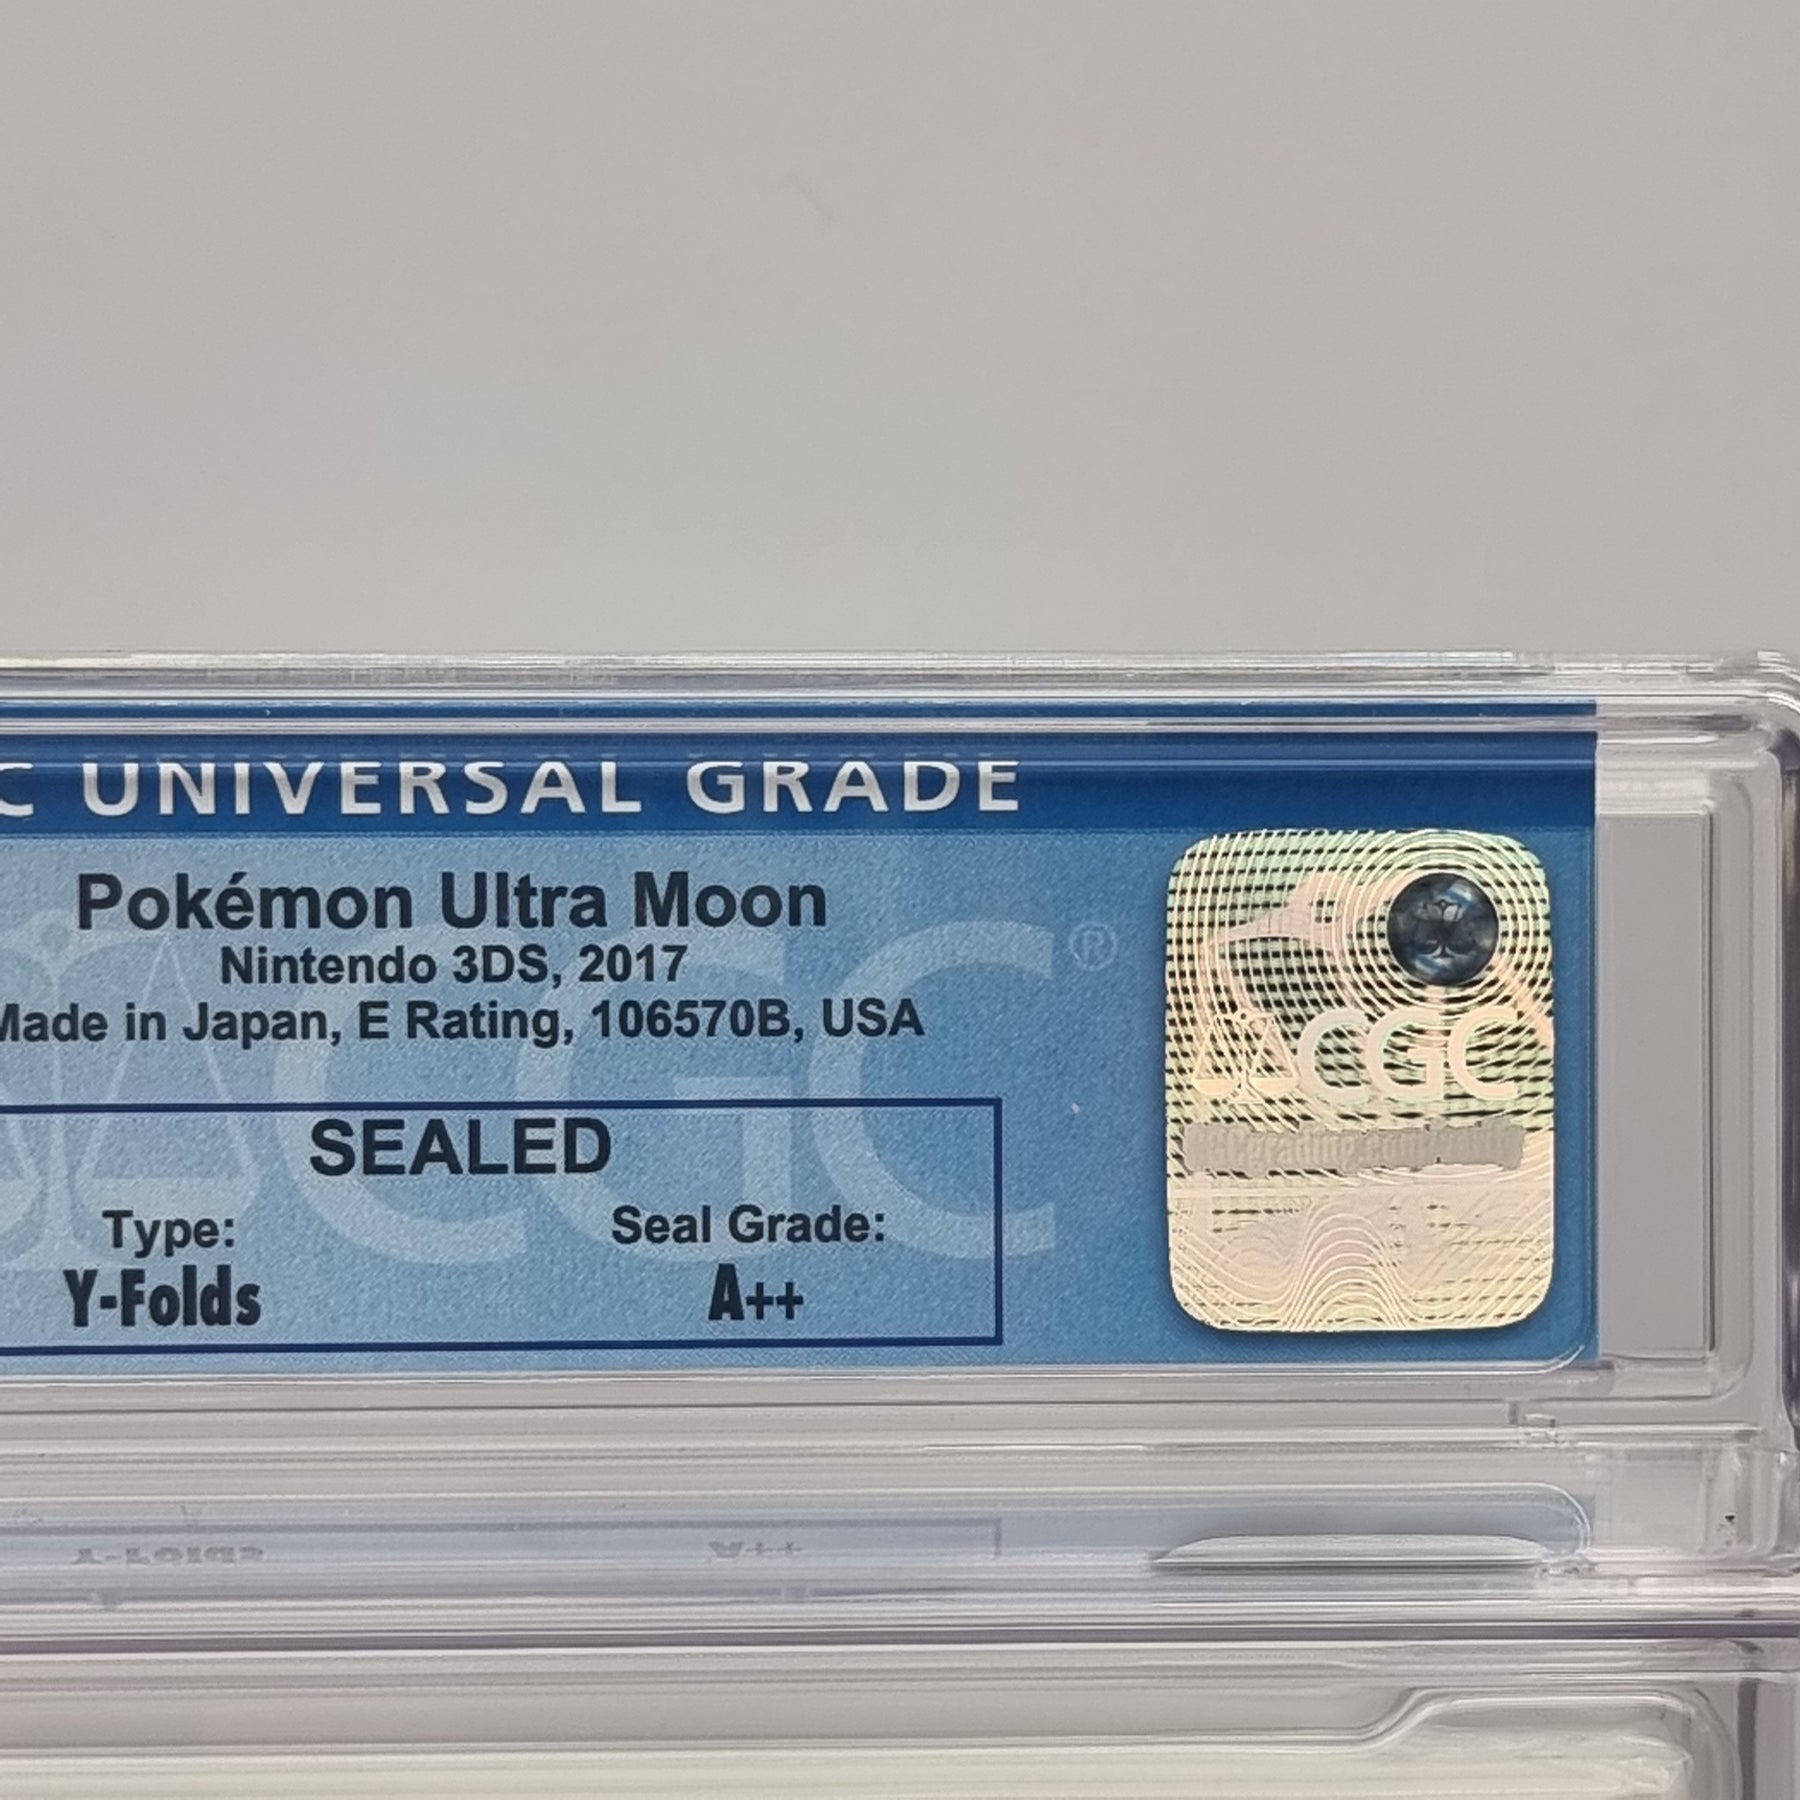 C UNIVERSAL GRADE
Pokémon Ultra Moon
Nintendo 3DS, 2017
Made in Japan, E Rating, 106570B, USA
CGC®
SEALED
Type:
Seal Grade:
Y-Folds
A++
CGC